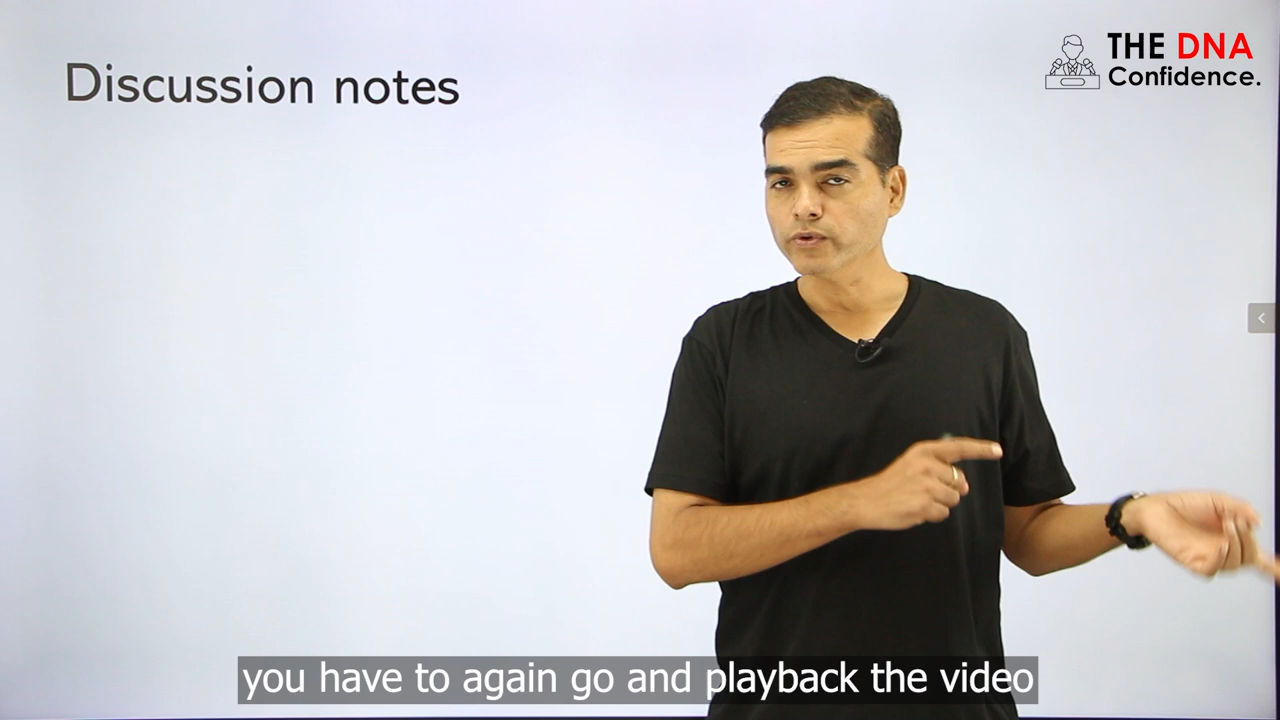 Discussion notes
THE DNA
Confidence.
you have to again go and playback the video